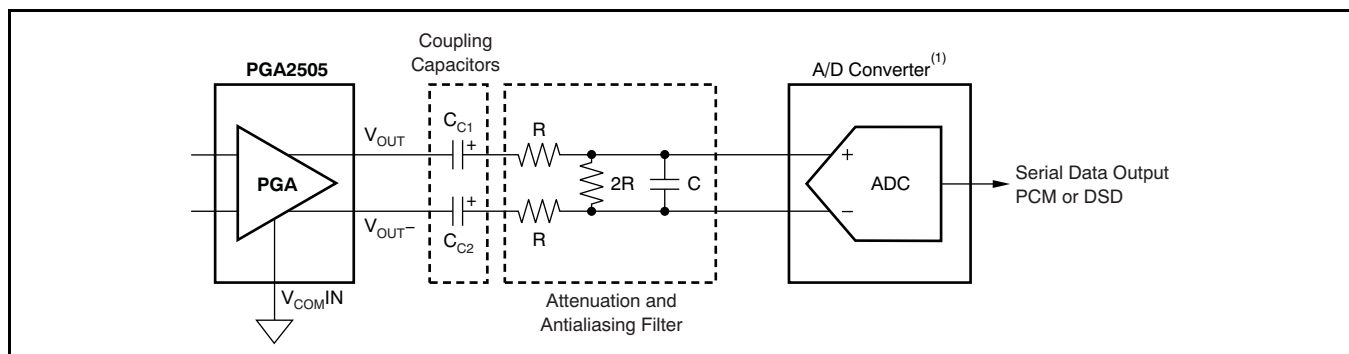 PGA2505
Coupling
Capacitors
A/D Converter(1)
VOUT
CC1
+
R
PGA
2R
C
+
ADC
−
Serial Data Output
PCM or DSD
+
VOUT−
CC2
R
VCOMIN
Attenuation and
Antialiasing Filter